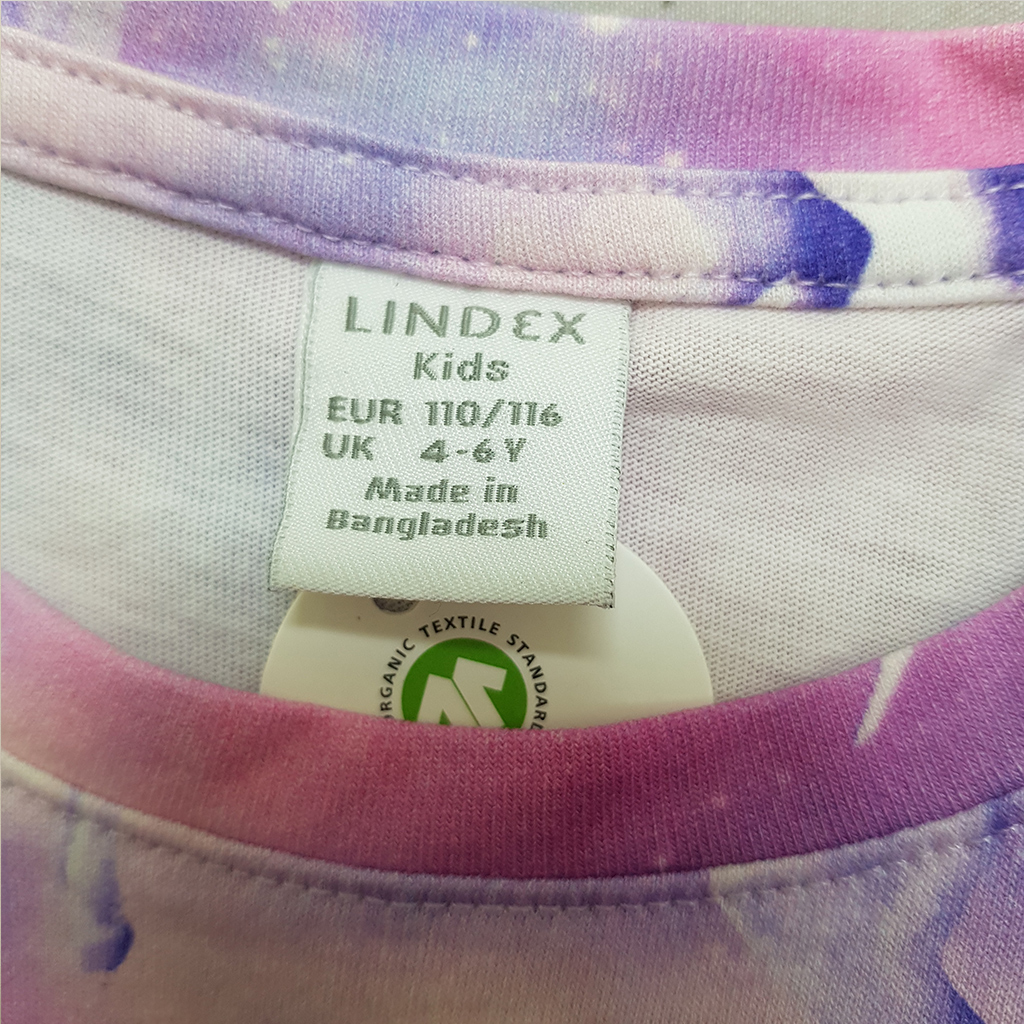 LINDEX
Kids
EUR 110/116
UK 4-6Y
Made in
Bangladesh
ORGANIC TEXTILE STANDARD